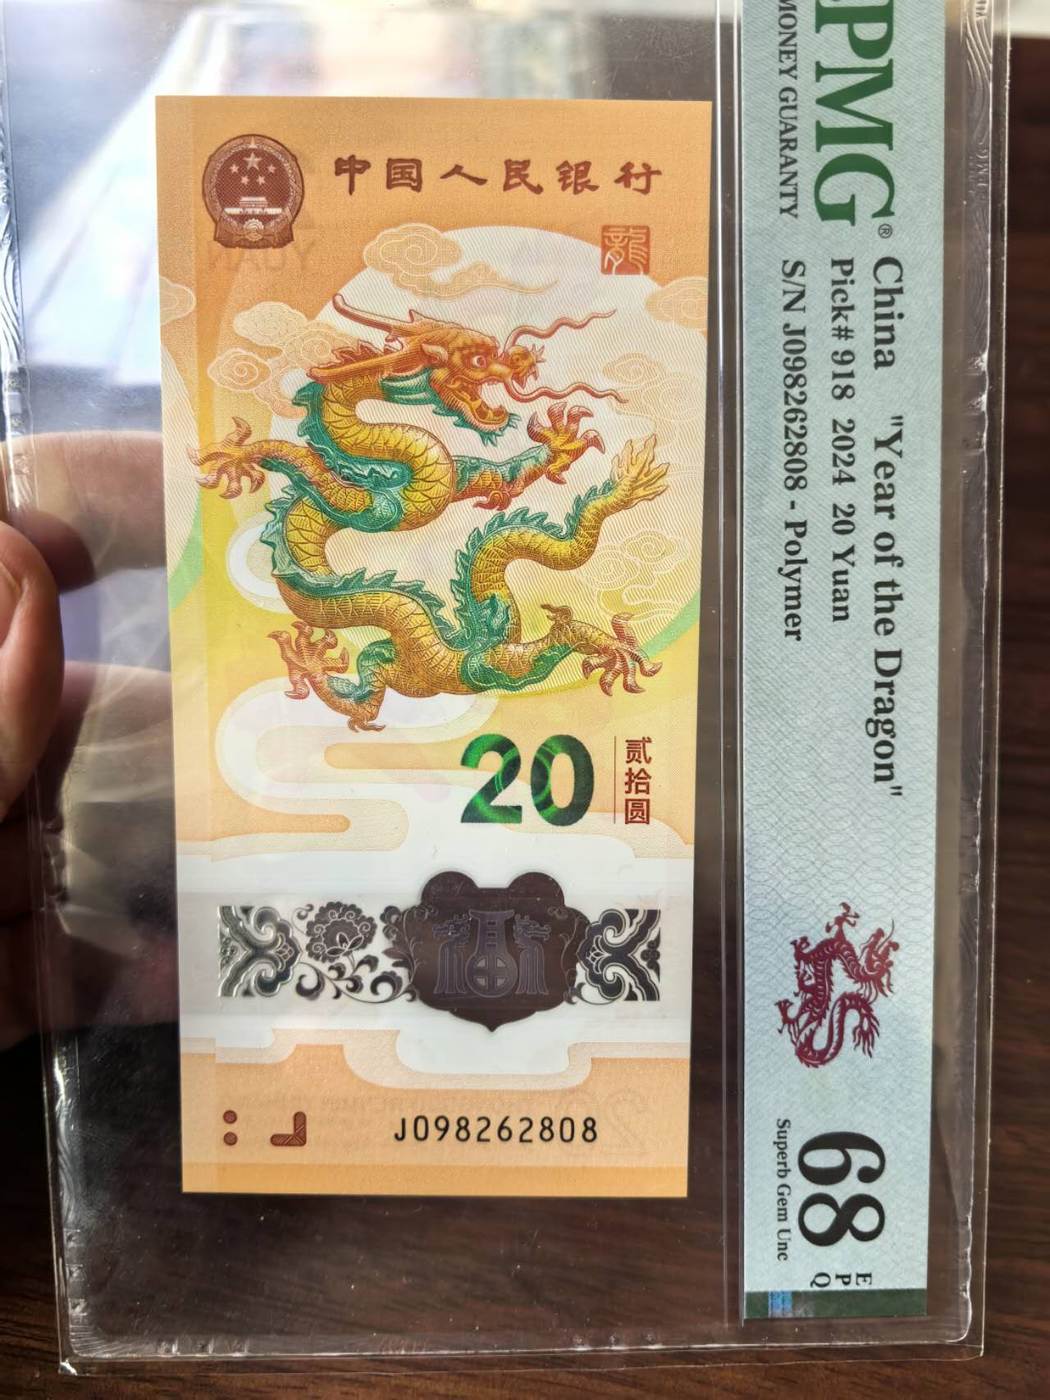 中国人民银行
龍
20
贰拾圆
福
J098262808
PMG
MONEY GUARANTY
China "Year of the Dragon"
Pick# 918 2024 20 Yuan
S/N J098262808 - Polymer
68
EPQ
Superb Gem Unc